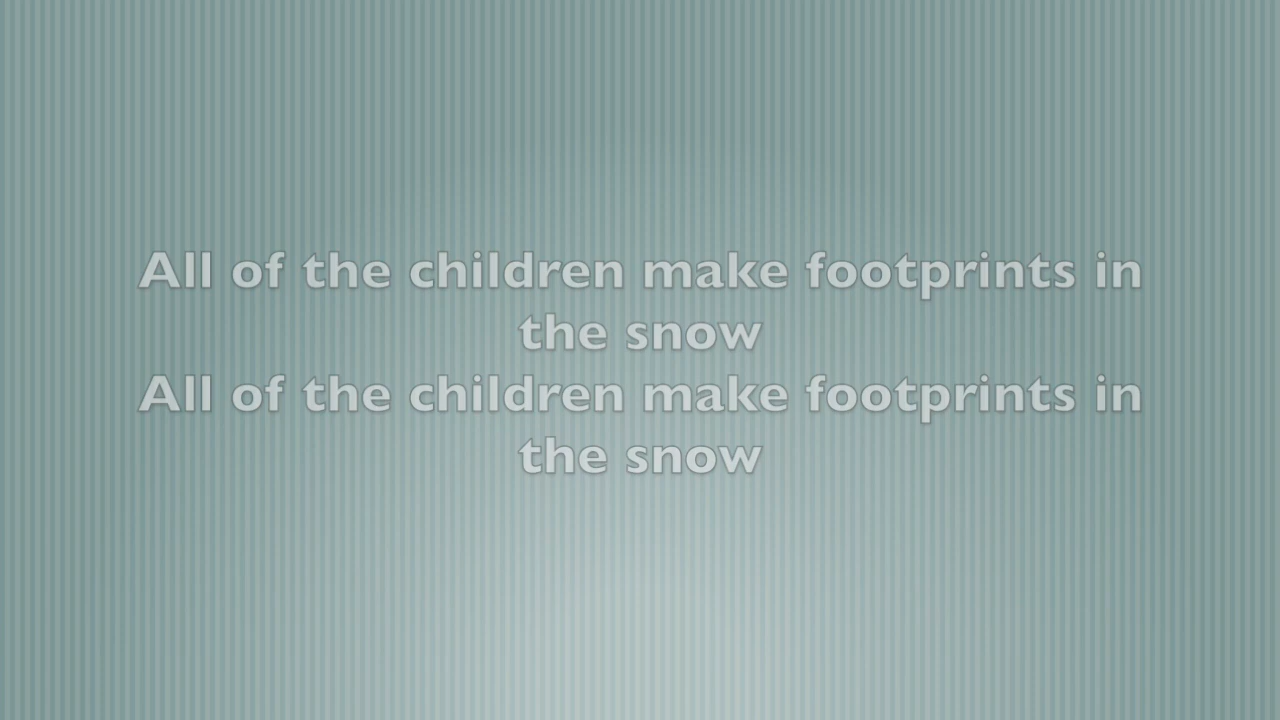 All of the children make footprints in
the snow
All of the children make footprints in
the snow